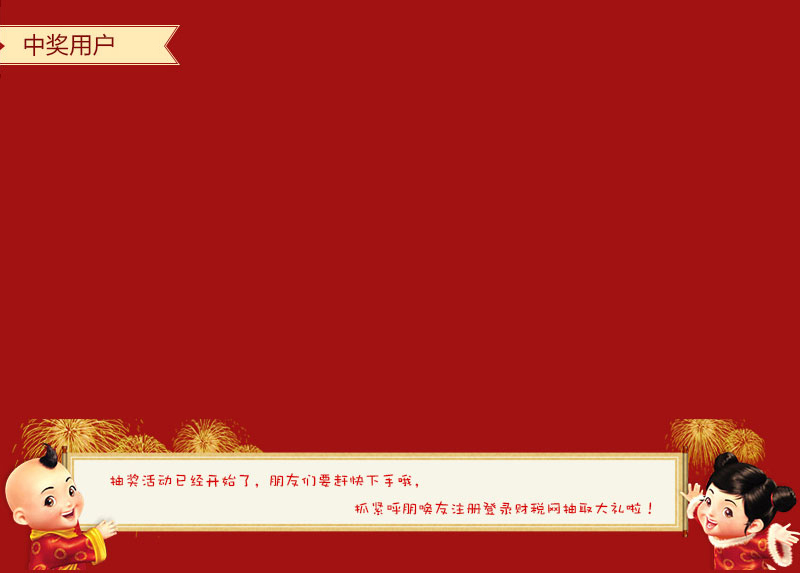 中奖用户
抽奖活动已经开始了，朋友们要赶快下手哦，
抓紧呼朋唤友注册登录财税网抽取大礼啦！